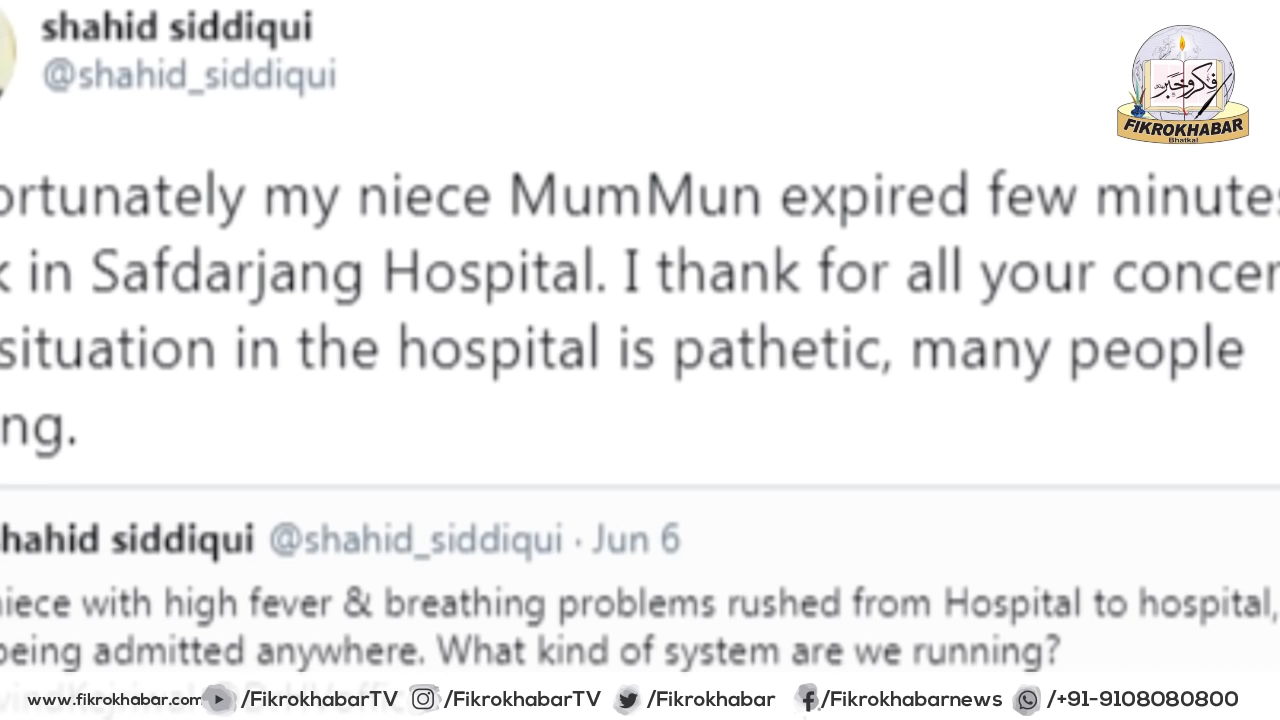 shahid siddiqui
@shahid_siddiqui
فکروخبر
FIKROKHABAR
Bhatkal
ortunately my niece MumMun expired few minutes
k in Safdarjang Hospital. I thank for all your concer
situation in the hospital is pathetic, many people
ng.
hahid siddiqui @shahid_siddiqui · Jun 6
niece with high fever & breathing problems rushed from Hospital to hospital,
being admitted anywhere. What kind of system are we running?
www.fikrokhabar.com /FikrokhabarTV /FikrokhabarTV /Fikrokhabar /Fikrokhabarnews /+91-9108080800